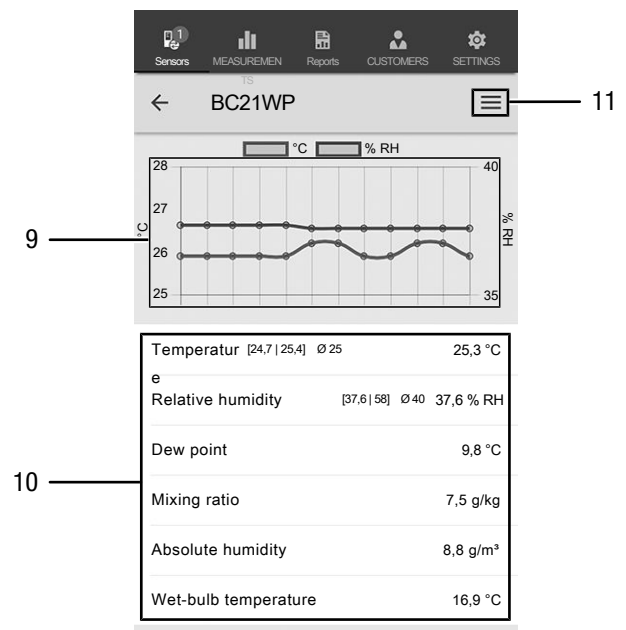 1
Sensors MEASUREMEN Reports CUSTOMERS SETTINGS
TS
BC21WP
11
°C % RH
28 40
27
9 °C % RH
26
25 35
Temperatur [24,7 | 25,4] Ø 25 25,3 °C
e
Relative humidity [37,6 | 58] Ø 40 37,6 % RH
Dew point 9,8 °C
10
Mixing ratio 7,5 g/kg
Absolute humidity 8,8 g/m³
Wet-bulb temperature 16,9 °C